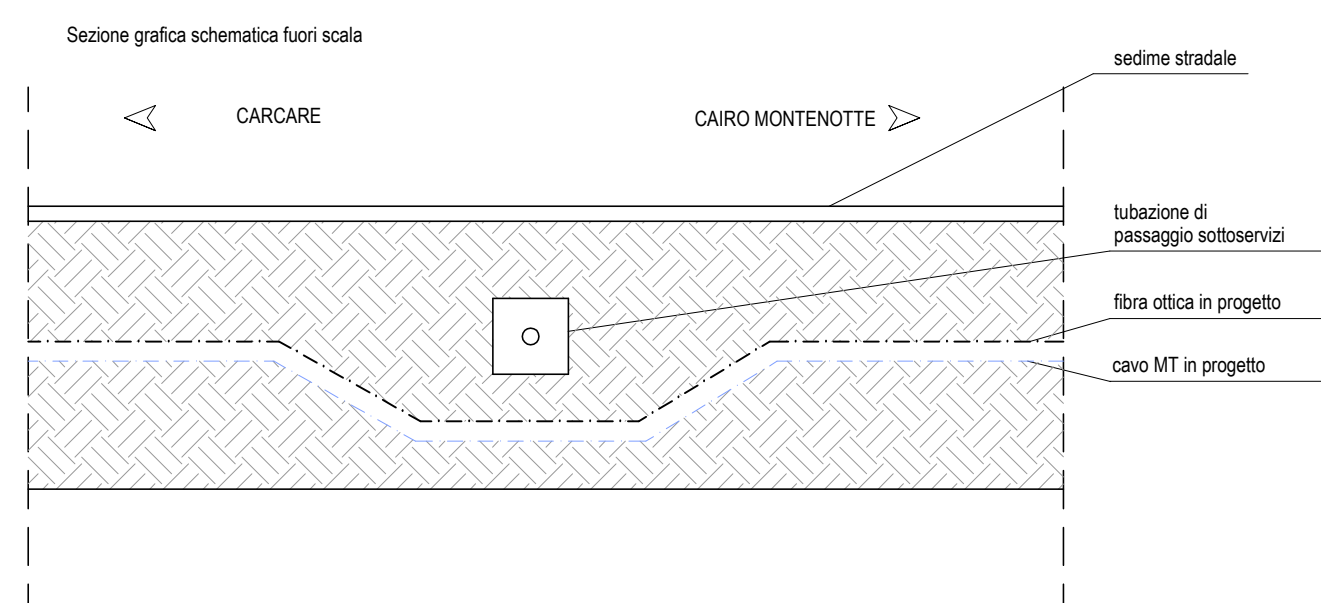 Sezione grafica schematica fuori scala
sedime stradale
CARCARE
CAIRO MONTENOTTE
tubazione di
passaggio sottoservizi
fibra ottica in progetto
cavo MT in progetto